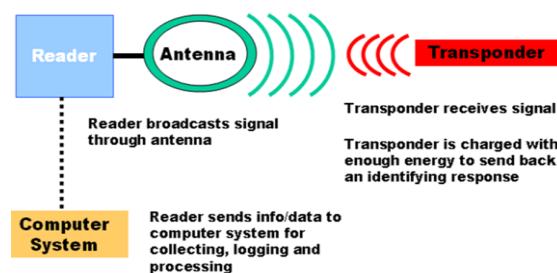 Reader
Antenna
Transponder
Reader broadcasts signal
through antenna
Transponder receives signal
Transponder is charged with
enough energy to send back
an identifying response
Computer
System
Reader sends info/data to
computer system for
collecting, logging and
processing